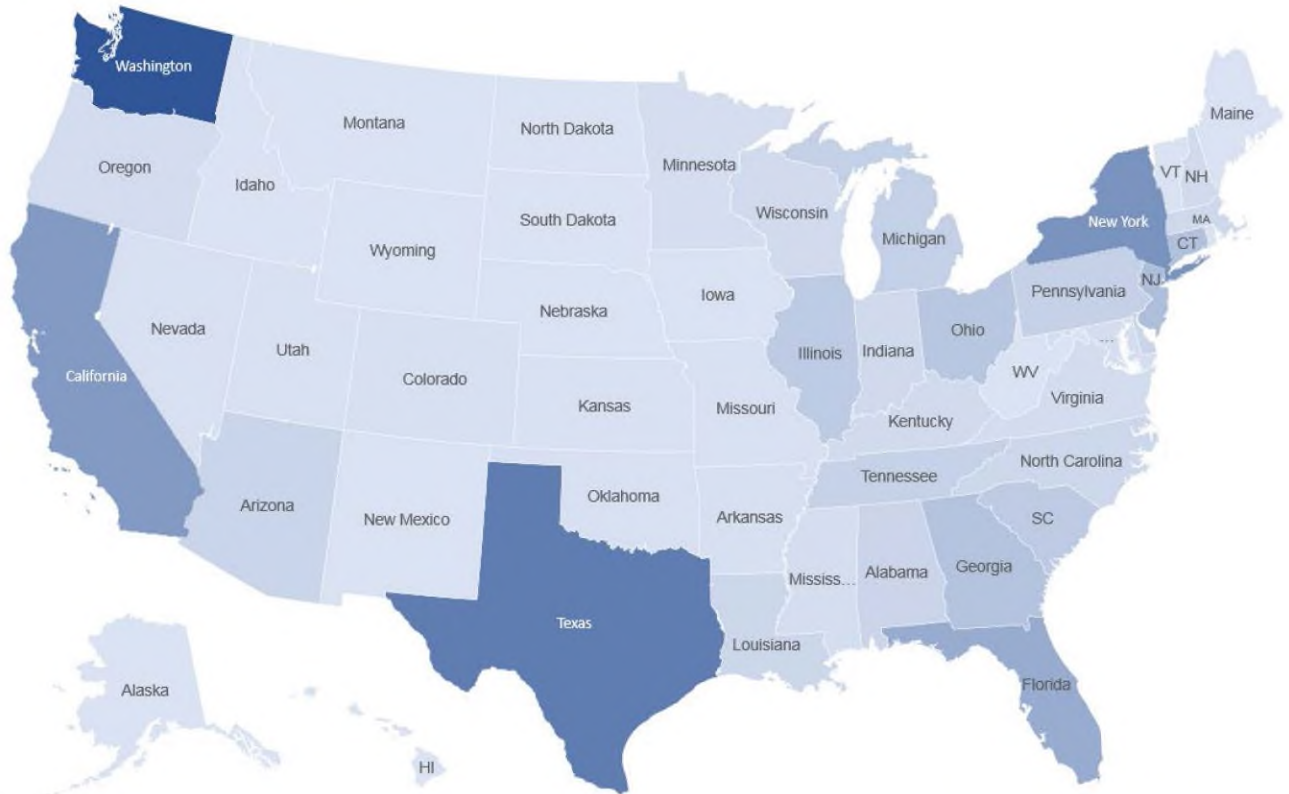 Washington
Montana
North Dakota
Minnesota
Maine
Oregon
Idaho
VT
NH
South Dakota
Wisconsin
New York
MA
Michigan
CT
Wyoming
Iowa
Pennsylvania
NJ
Nebraska
Nevada
Ohio
Utah
Illinois
Indiana
...
California
Colorado
WV
Kansas
Missouri
Virginia
Kentucky
North Carolina
Tennessee
Arizona
Oklahoma
New Mexico
Arkansas
SC
Georgia
Mississ...
Alabama
Texas
Louisiana
Alaska
Florida
HI